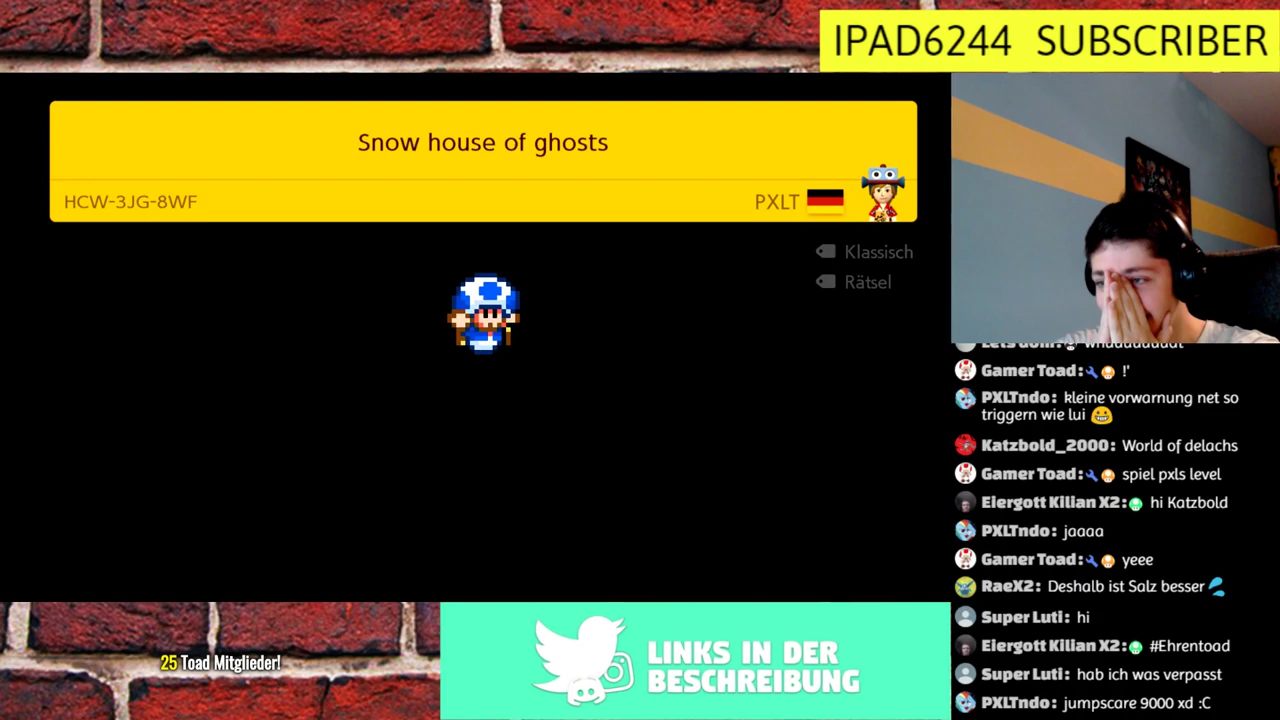 IPAD6244 SUBSCRIBER
Snow house of ghosts
HCW-3JG-8WF
PXLT
Klassisch
Rätsel
Gamer Toad: !'
PXLTndo: kleine vorwarnung net so
triggern wie lui
Katzbold_2000: World of delachs
Gamer Toad: spiel pxls level
Eiergott Kilian X2: hi Katzbold
PXLTndo: jaaaa
Gamer Toad: yeee
RaeX2: Deshalb ist Salz besser
Super Luti: hi
Eiergott Kilian X2: #Ehrentoad
Super Luti: hab ich was verpasst
PXLTndo: jumpscare 9000 xd :C
25 Toad Mitglieder!
LINKS IN DER
BESCHREIBUNG